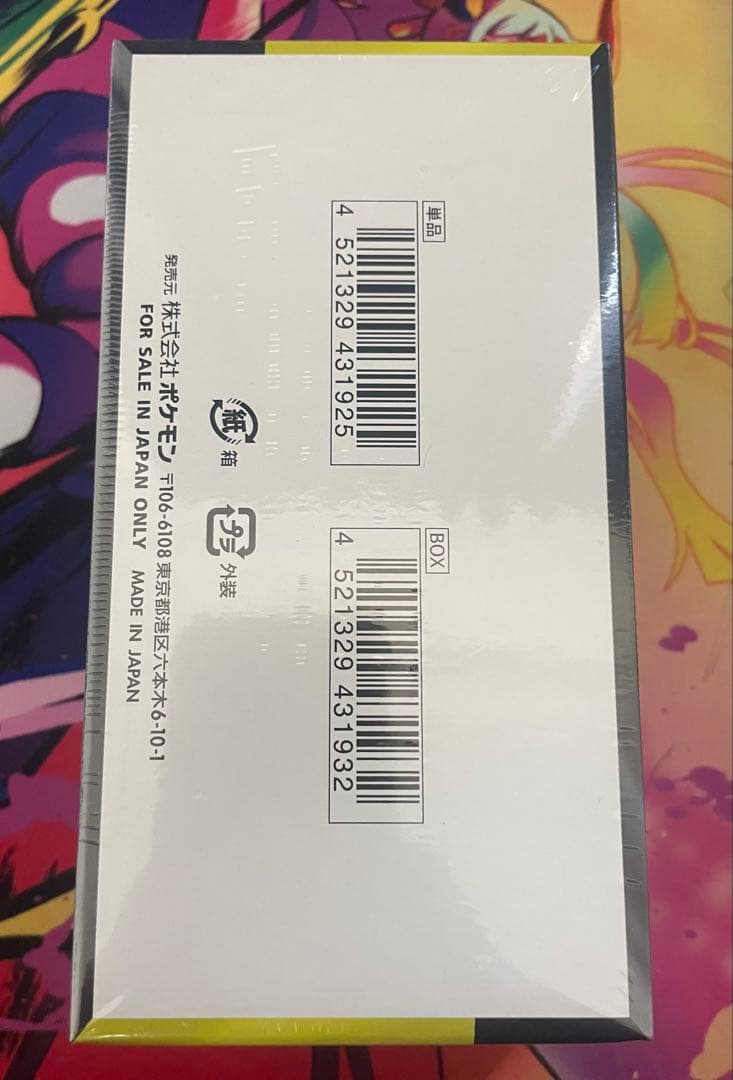 単品
4 521329 431925
BOX
4 521329 431932
紙 箱
プラ 外装
発売元 株式会社 ポケモン 〒106-6108 東京都港区六本木6-10-1
FOR SALE IN JAPAN ONLY MADE IN JAPAN